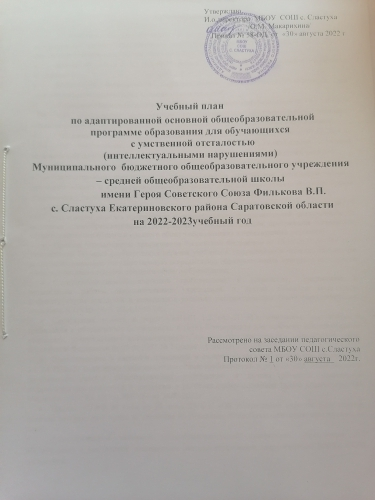 Утверждаю
И.о.директора МБОУ СОШ с. Сластуха
О.М. Макарихина
Приказ № от «30» августа 2022 г
Учебный план
по адаптированной основной общеобразовательной
программе образования для обучающихся
с умственной отсталостью
(интеллектуальными нарушениями)
Муниципального бюджетного общеобразовательного учреждения
– средней общеобразовательной школы
имени Героя Советского Союза Филькова В.П.
с. Сластуха Екатериновского района Саратовской области
на 2022-2023учебный год
Рассмотрено на заседании педагогического
совета МБОУ СОШ с.Сластуха
Протокол № 1 от «30» августа 2022г.